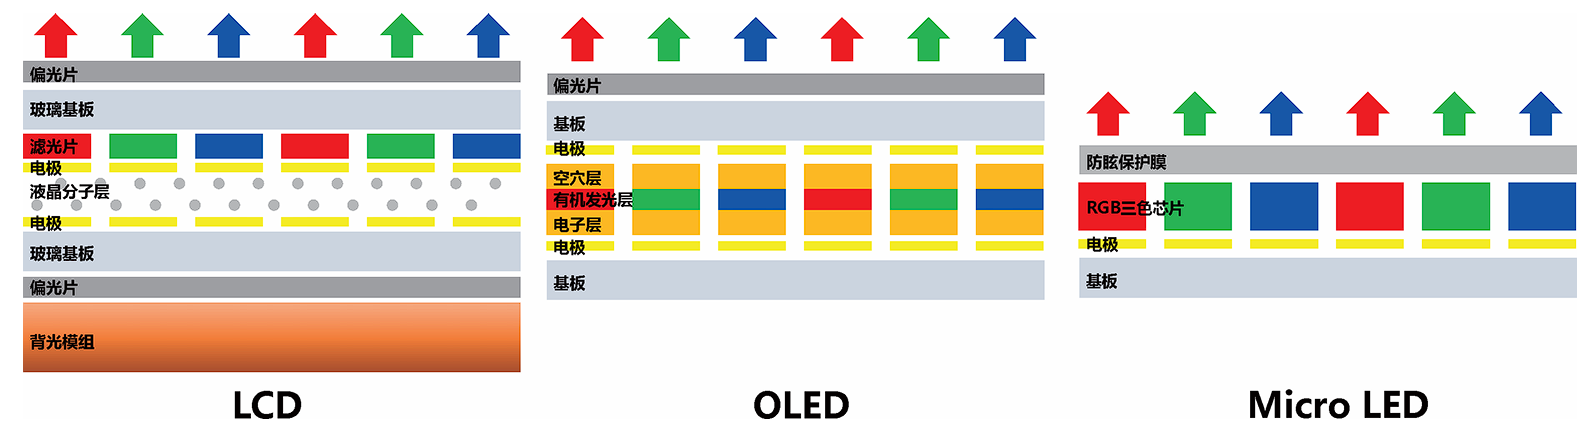 偏光片
玻璃基板
滤光片
电极
液晶分子层
电极
玻璃基板
偏光片
背光模组
LCD
偏光片
基板
电极
空穴层
有机发光层
电子层
电极
基板
OLED
防眩保护膜
RGB三色芯片
电极
基板
Micro LED